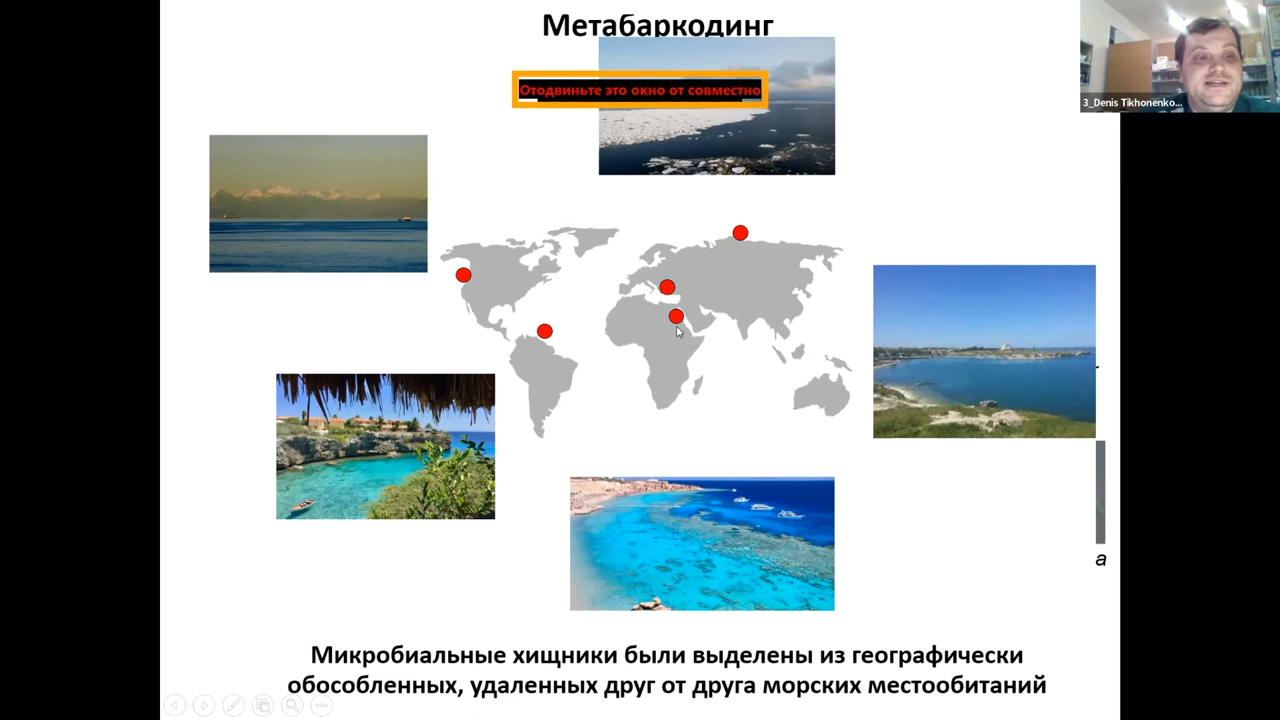 Метабаркодинг
Отодвиньте это окно от совместно
3_Denis Tikhonenko...
а
Микробиальные хищники были выделены из географически
обособленных, удаленных друг от друга морских местообитаний